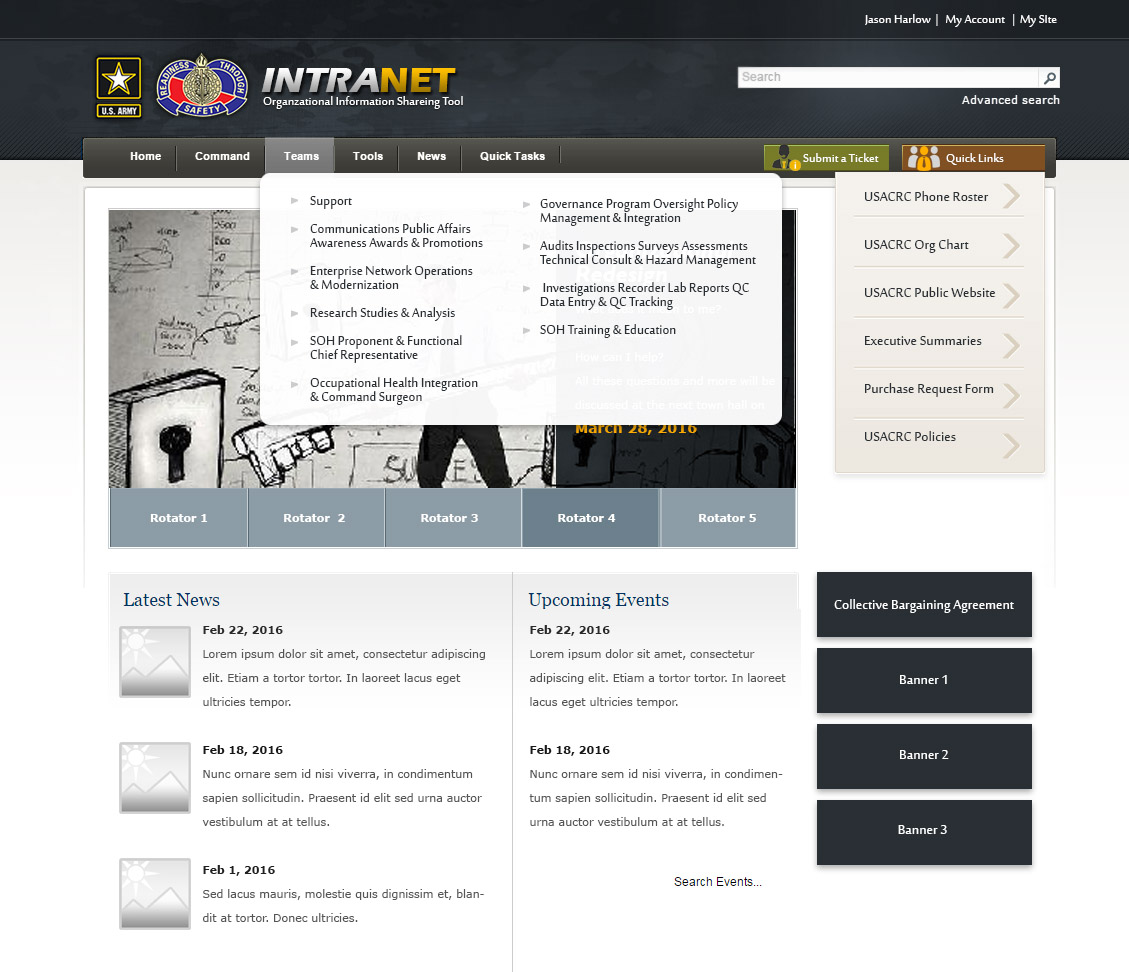 Jason Harlow | My Account | My SIte
U.S. ARMY
READINESS THROUGH SAFETY
INTRANET
Organzational Information Shareing Tool
Search
Advanced search
Home
Command
Teams
Tools
News
Quick Tasks
Submit a Ticket
Quick Links
Support
Communications Public Affairs
Awareness Awards & Promotions
Enterprise Network Operations
& Modernization
Research Studies & Analysis
SOH Proponent & Functional
Chief Representative
Occupational Health Integration
& Command Surgeon
Governance Program Oversight Policy
Management & Integration
Audits Inspections Surveys Assessments
Technical Consult & Hazard Management
Investigations Recorder Lab Reports QC
Data Entry & QC Tracking
SOH Training & Education
Redesign
How can I help?
All these questions and more will be
discussed at the next town hall on
March 28, 2016
USACRC Phone Roster
USACRC Org Chart
USACRC Public Website
Executive Summaries
Purchase Request Form
USACRC Policies
Rotator 1
Rotator 2
Rotator 3
Rotator 4
Rotator 5
Latest News
Feb 22, 2016
Lorem ipsum dolor sit amet, consectetur adipiscing
elit. Etiam a tortor tortor. In laoreet lacus eget
ultricies tempor.
Feb 18, 2016
Nunc ornare sem id nisi viverra, in condimentum
sapien sollicitudin. Praesent id elit sed urna auctor
vestibulum at at tellus.
Feb 1, 2016
Sed lacus mauris, molestie quis dignissim et, blan-
dit at tortor. Donec ultricies.
Upcoming Events
Feb 22, 2016
Lorem ipsum dolor sit amet, consectetur
adipiscing elit. Etiam a tortor tortor. In laoreet
lacus eget ultricies tempor.
Feb 18, 2016
Nunc ornare sem id nisi viverra, in condimen-
tum sapien sollicitudin. Praesent id elit sed
urna auctor vestibulum at at tellus.
Search Events...
Collective Bargaining Agreement
Banner 1
Banner 2
Banner 3